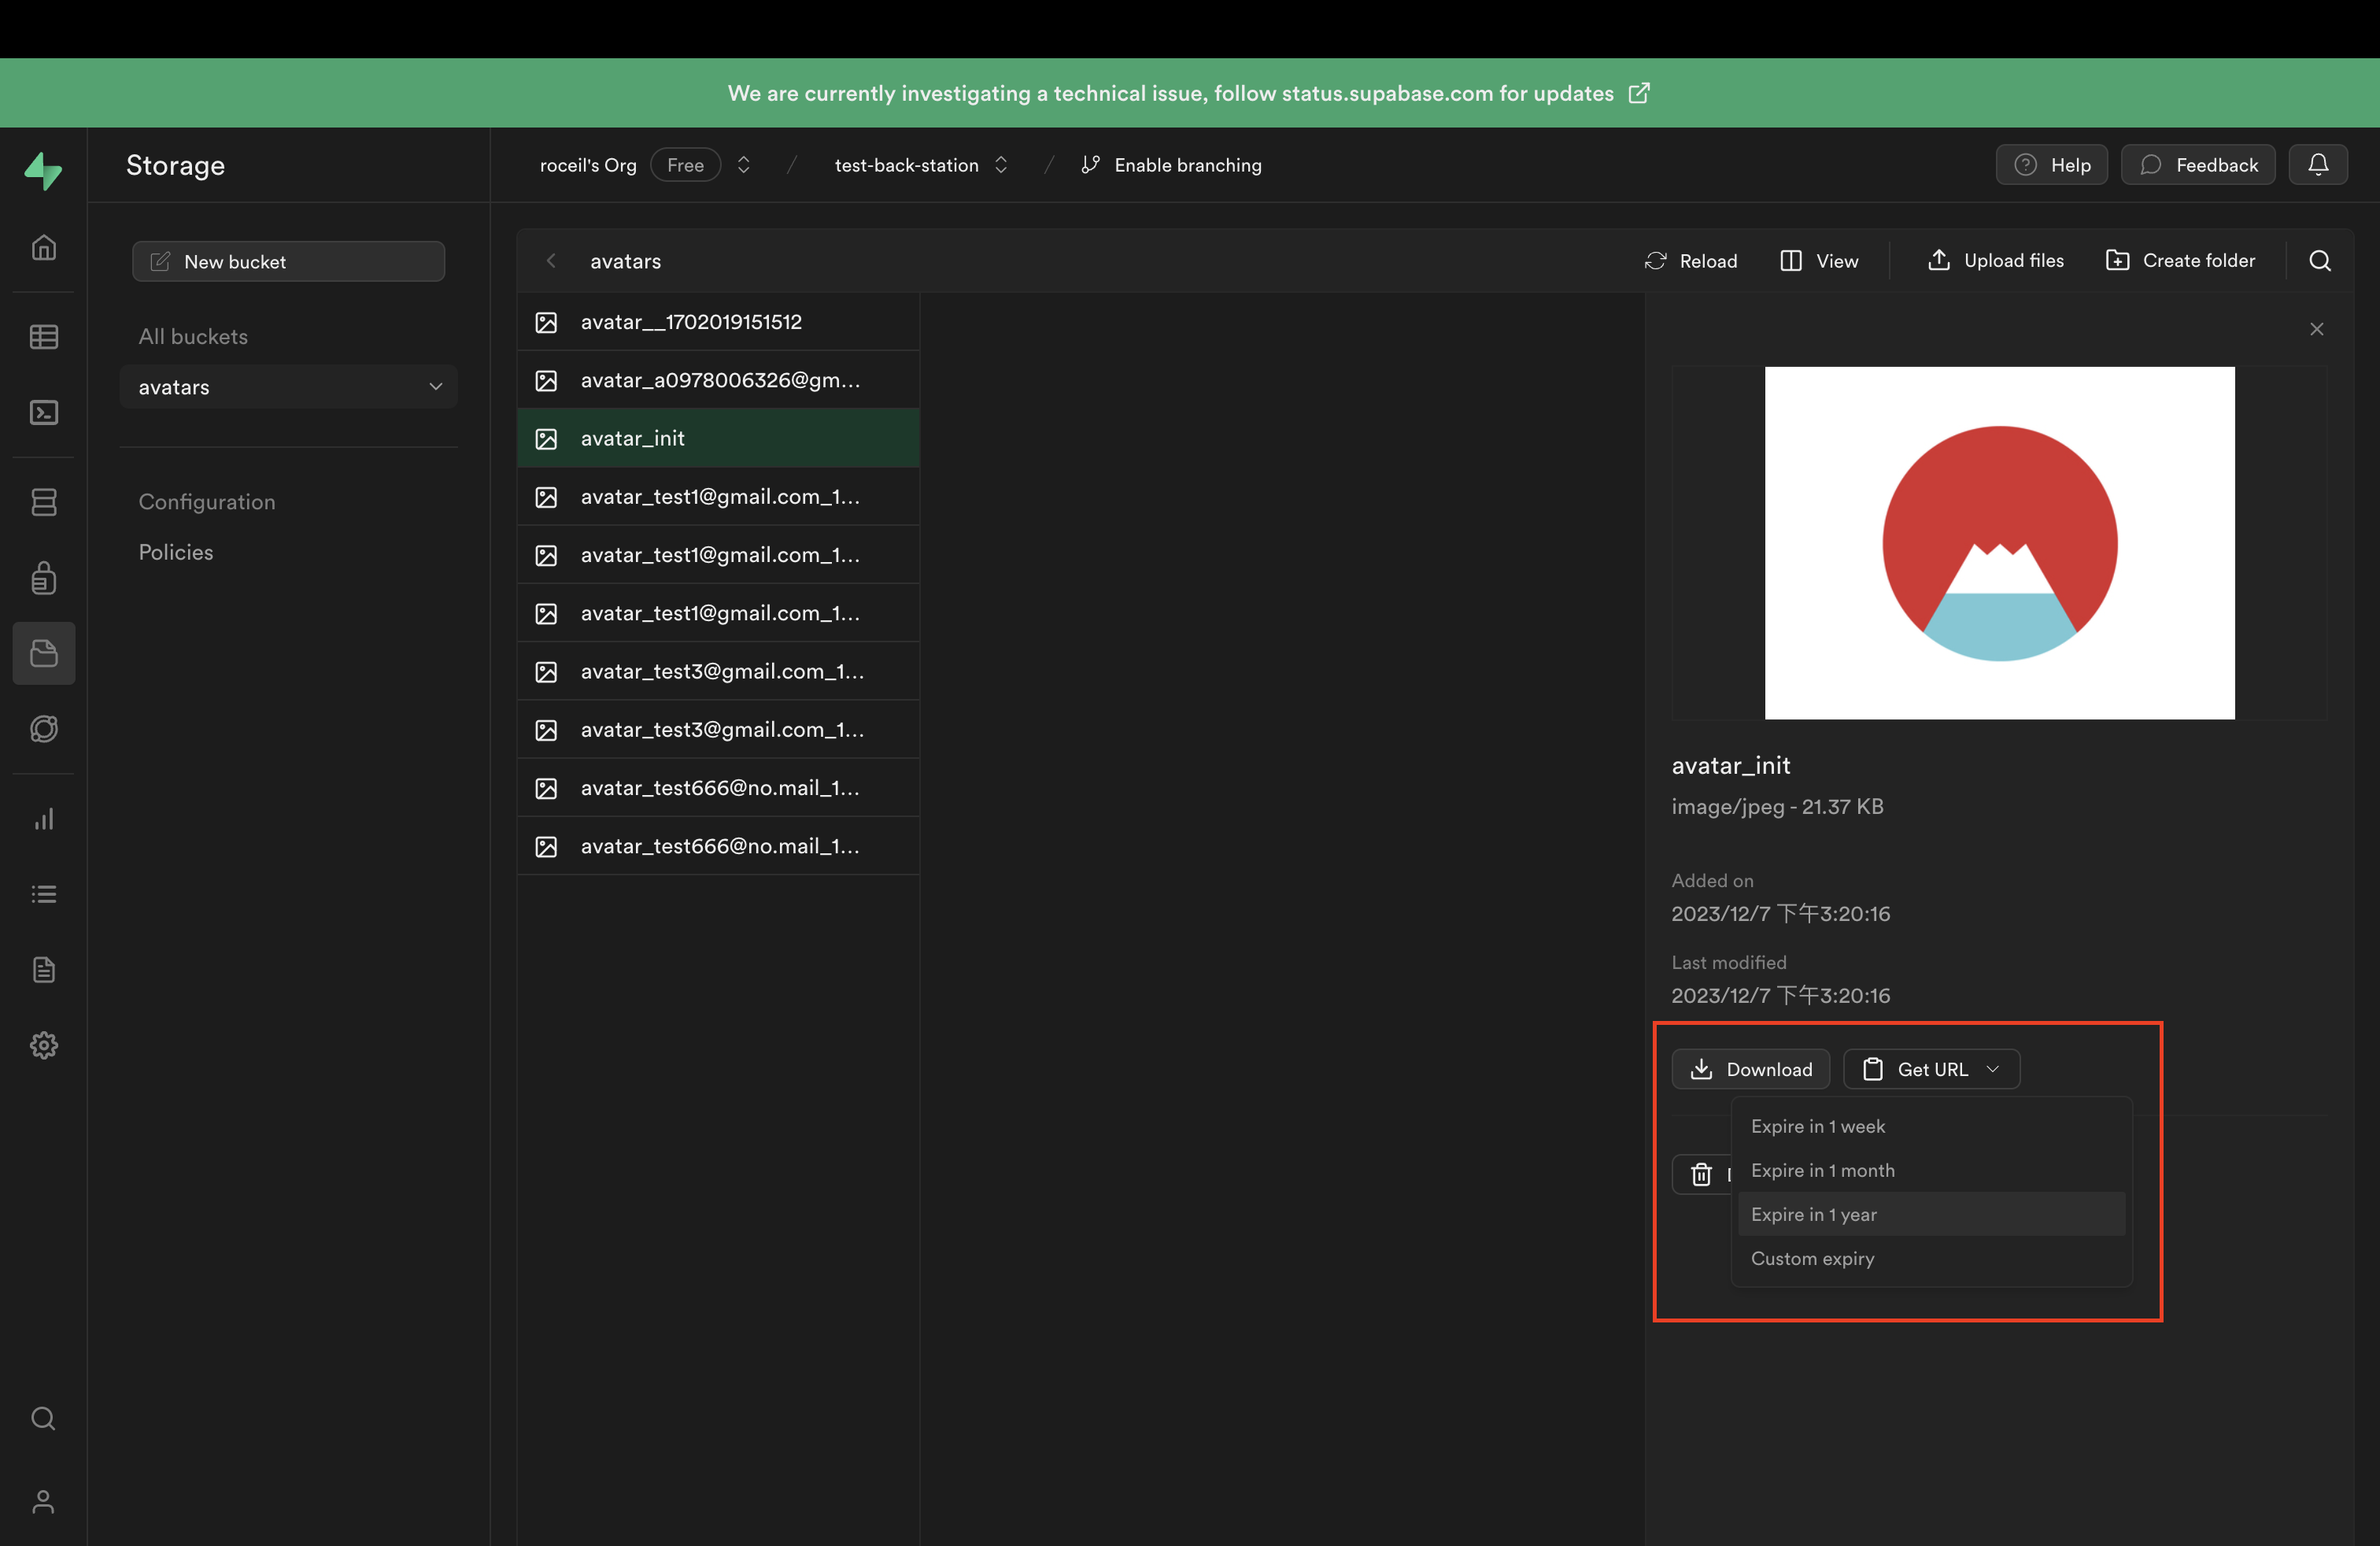 We are currently investigating a technical issue, follow status.supabase.com for updates
Storage
roceil's Org Free / test-back-station / Enable branching
Help
Feedback
New bucket
All buckets
avatars
Configuration
Policies
avatars
Reload
View
Upload files
Create folder
avatar__1702019151512
avatar_a0978006326@gm...
avatar_init
avatar_test1@gmail.com_1...
avatar_test1@gmail.com_1...
avatar_test1@gmail.com_1...
avatar_test3@gmail.com_1...
avatar_test3@gmail.com_1...
avatar_test666@no.mail_1...
avatar_test666@no.mail_1...
avatar_init
image/jpeg - 21.37 KB
Added on
2023/12/7 下午3:20:16
Last modified
2023/12/7 下午3:20:16
Download
Get URL
Expire in 1 week
Expire in 1 month
Expire in 1 year
Custom expiry